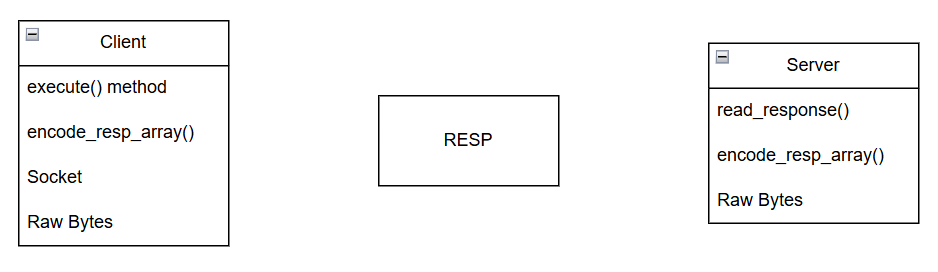 Client
execute() method
encode_resp_array()
Socket
Raw Bytes
RESP
Server
read_response()
encode_resp_array()
Raw Bytes